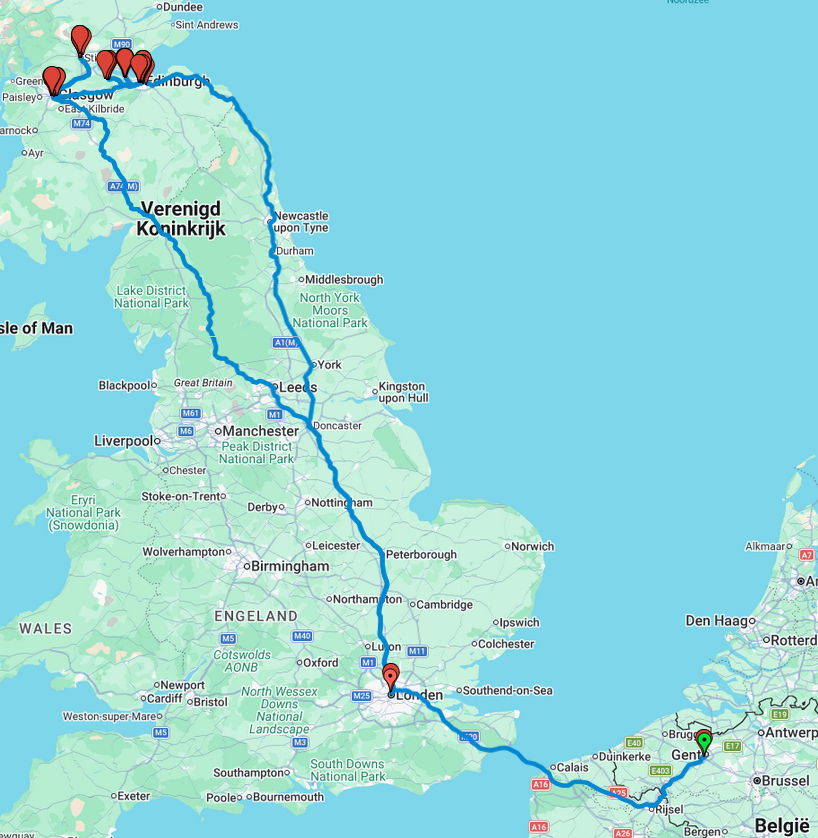 Noordzee
Dundee
Saint Andrews
M90
Edinburgh
Glasgow
Paisley
East Kilbride
M74
Ayr
A74(M)
Verenigd
Koninkrijk
Newcastle
upon Tyne
Durham
Lake District
National Park
Middlesbrough
North York
Moors
National Park
sle of Man
A1(M)
York
Blackpool
Great Britain
Leeds
Kingston
upon Hull
M61
M1
M6
Manchester
Doncaster
Liverpool
Peak District
National Park
Chester
Eryri
National Park
(Snowdonia)
Stoke-on-Trent
Derby
Nottingham
Wolverhampton
Leicester
Peterborough
Norwich
Alkmaar
A7
Birmingham
Northampton
Cambridge
ENGELAND
Ipswich
Den Haag
WALES
M5
M40
Colchester
Rotterd
Cotswolds
AONB
Oxford
Luton
M1
M11
Newport
Cardiff
Bristol
North Wessex
Downs
National
Landscape
M25
Londen
Southend-on-Sea
Weston-super-Mare
M5
M20
E19
Brugge
Antwerp
M3
E40
Gent
E17
South Downs
National Park
Calais
Duinkerke
E403
Brussel
Southampton
A16
A25
Exeter
Poole
Bournemouth
Rijsel
A16
A26
Bergen
België